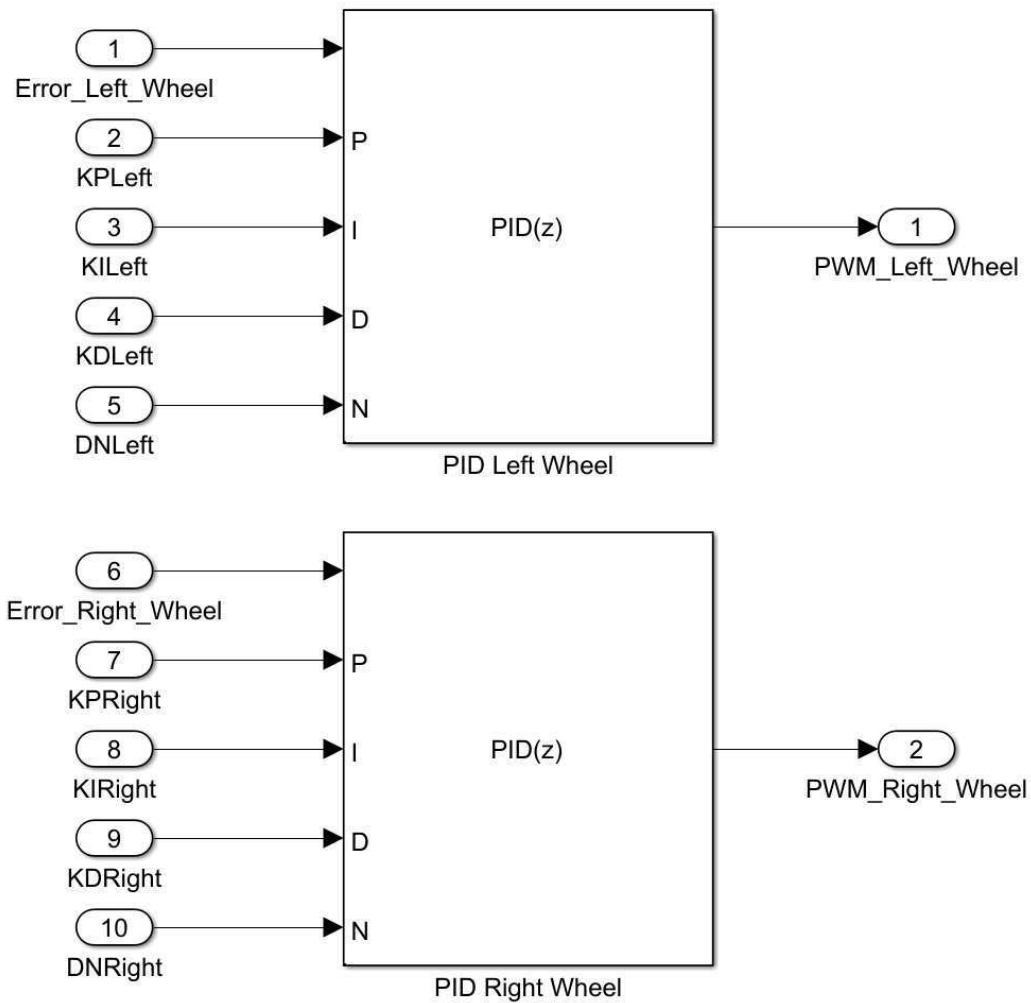 1
Error_Left_Wheel
2
P
KPLeft
3
I
PID(z)
1
KILeft
PWM_Left_Wheel
4
D
KDLeft
5
N
DNLeft
PID Left Wheel
6
Error_Right_Wheel
7
P
KPRight
8
I
PID(z)
2
KIRight
PWM_Right_Wheel
9
D
KDRight
10
N
DNRight
PID Right Wheel